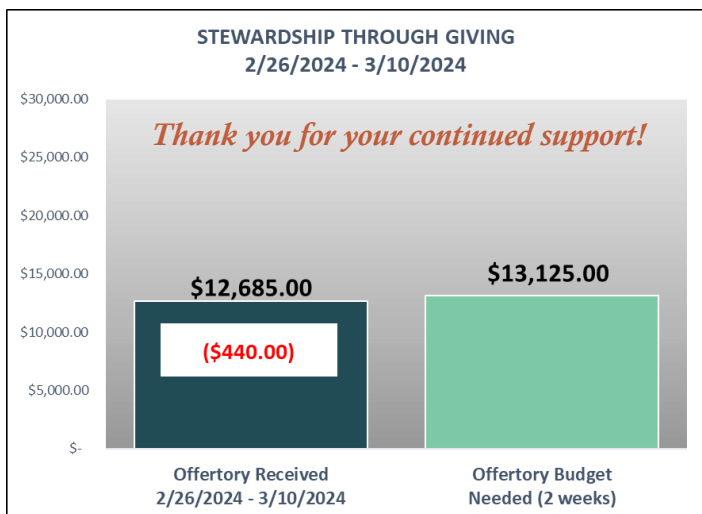 STEWARDSHIP THROUGH GIVING
2/26/2024 - 3/10/2024
$30,000.00
Thank you for your continued support!
$25,000.00
$20,000.00
$15,000.00
$12,685.00
$13,125.00
$10,000.00
($440.00)
$5,000.00
$-
Offertory Received
2/26/2024 - 3/10/2024
Offertory Budget
Needed (2 weeks)